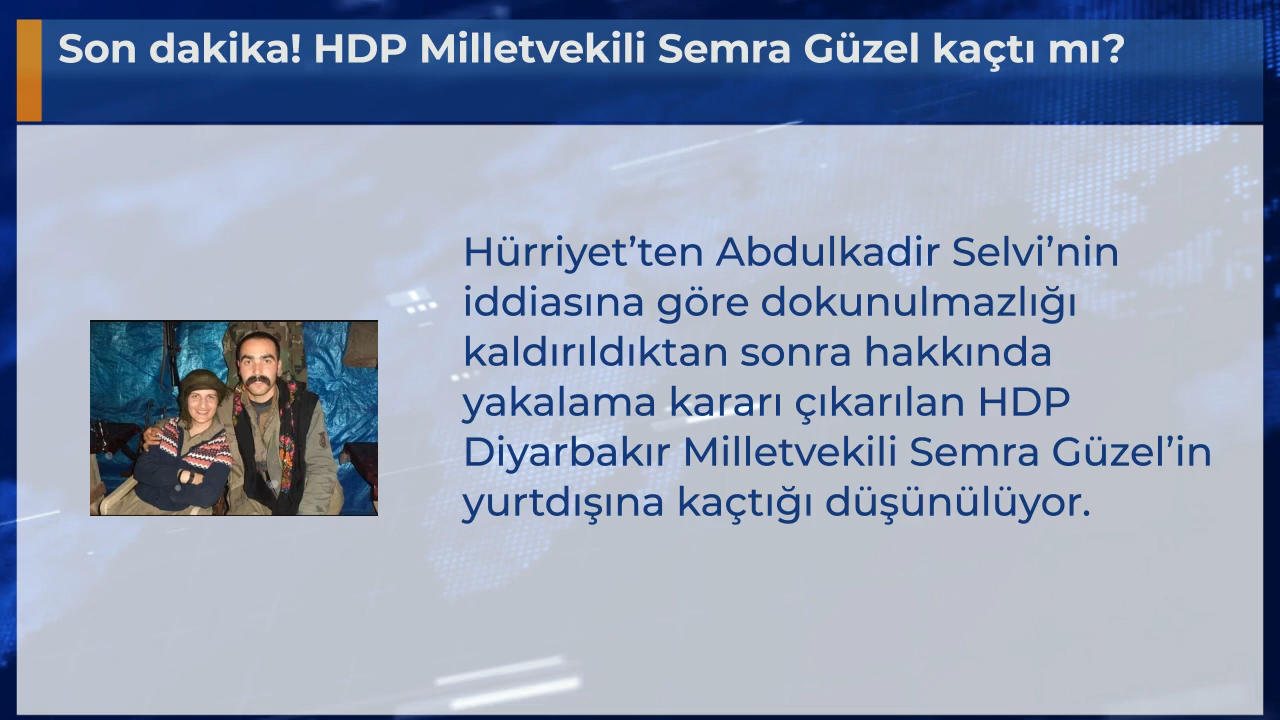 Son dakika! HDP Milletvekili Semra Güzel kaçtı mı?
Hürriyet’ten Abdulkadir Selvi’nin
iddiasına göre dokunulmazlığı
kaldırıldıktan sonra hakkında
yakalama kararı çıkarılan HDP
Diyarbakır Milletvekili Semra Güzel’in
yurtdışına kaçtığı düşünülüyor.